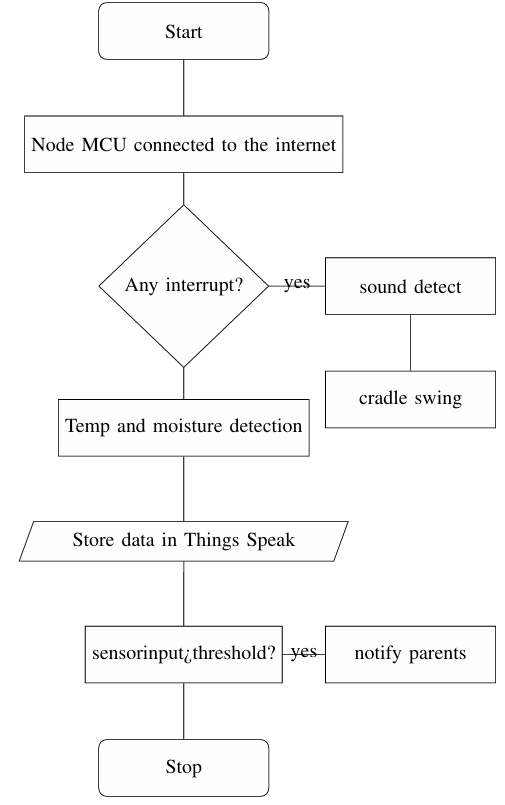 Start
Node MCU connected to the internet
Any interrupt?
yes
sound detect
cradle swing
Temp and moisture detection
Store data in Things Speak
sensorinput¿threshold?
yes
notify parents
Stop